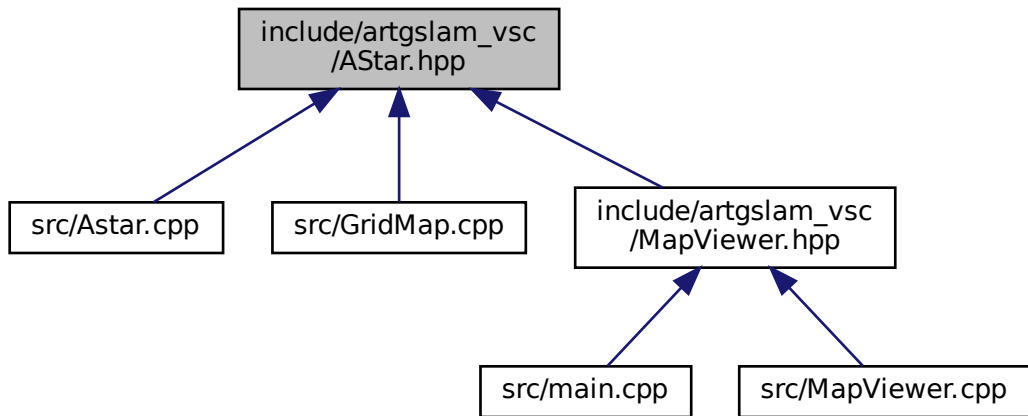 include/artgslam_vsc
/AStar.hpp
src/Astar.cpp
src/GridMap.cpp
include/artgslam_vsc
/MapViewer.hpp
src/main.cpp
src/MapViewer.cpp